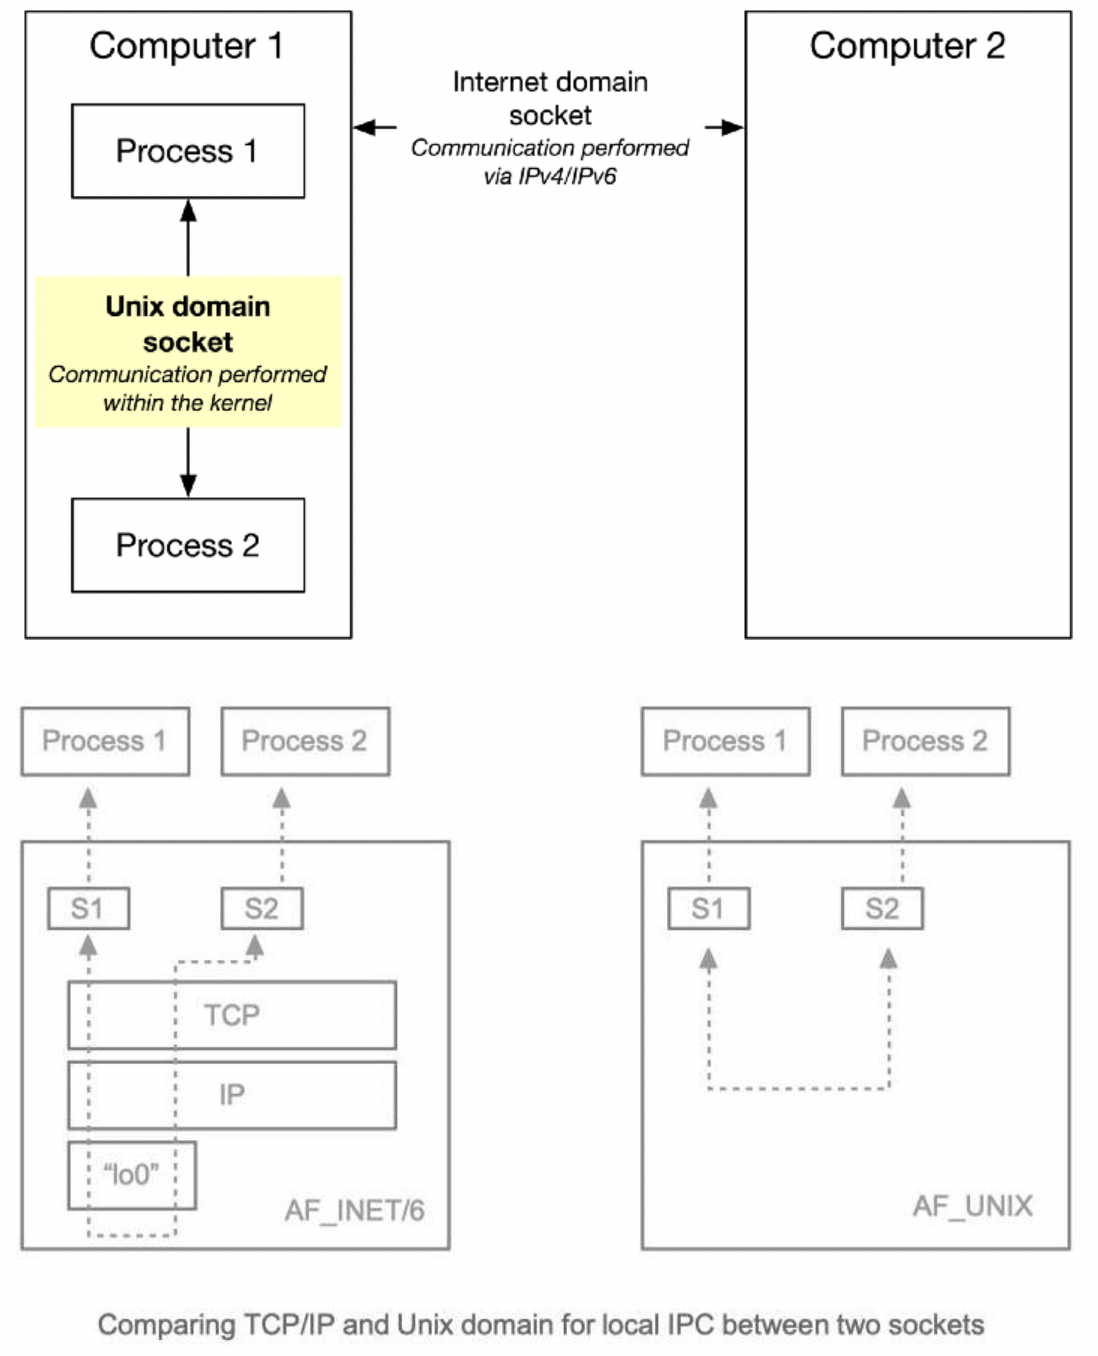 Computer 1
Process 1
Unix domain
socket
Communication performed
within the kernel
Process 2
Internet domain
socket
Communication performed
via IPv4/IPv6
Computer 2
Process 1
Process 2
S1
S2
TCP
IP
“lo0”
AF_INET/6
Process 1
Process 2
S1
S2
AF_UNIX
Comparing TCP/IP and Unix domain for local IPC between two sockets